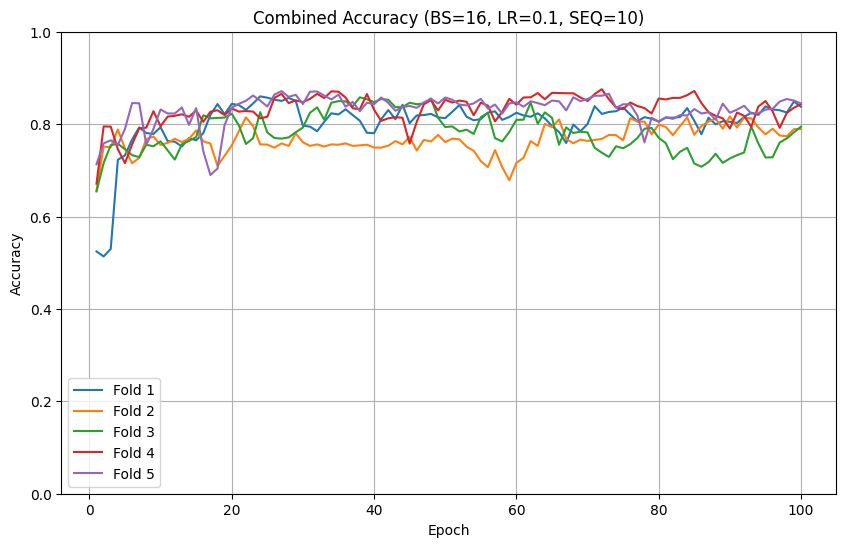 Combined Accuracy (BS=16, LR=0.1, SEQ=10)
1.0
0.8
0.6
0.4
0.2
0.0
Accuracy
Fold 1
Fold 2
Fold 3
Fold 4
Fold 5
0 20 40 60 80 100
Epoch